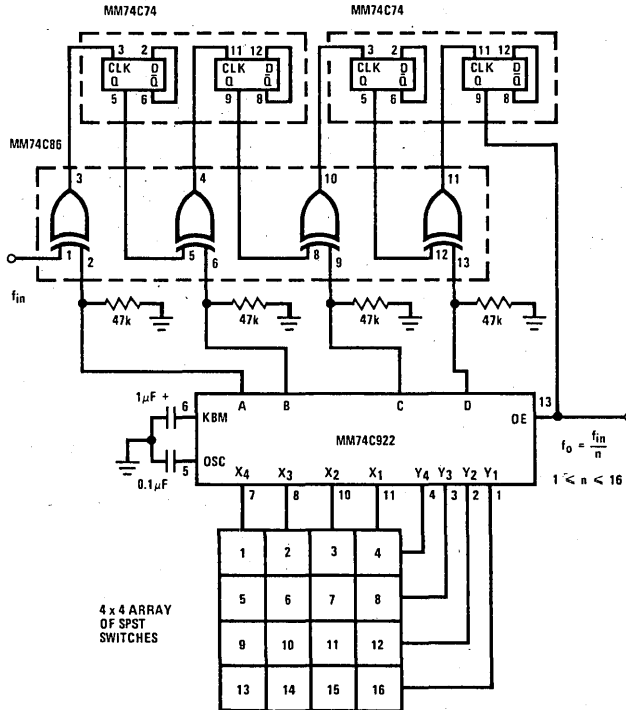 MM74C74 MM74C74
3 2 11 12 3 2 11 12
CLK D CLK D CLK D CLK D
Q Q̅ Q Q̅ Q Q̅ Q Q̅
5 6 9 8 5 6 9 8
MM74C86
3 4 10 11
1 2 5 6 8 9 12 13
fin
47k 47k 47k 47k
1μF + 6 KBM A B C D OE 13
MM74C922
0.1μF 5 OSC
fo = fin/n
1 ≤ n ≤ 16
X4 X3 X2 X1 Y4 Y3 Y2 Y1
7 8 10 11 4 3 2 1
1 2 3 4
5 6 7 8
9 10 11 12
13 14 15 16
4 x 4 ARRAY
OF SPST
SWITCHES